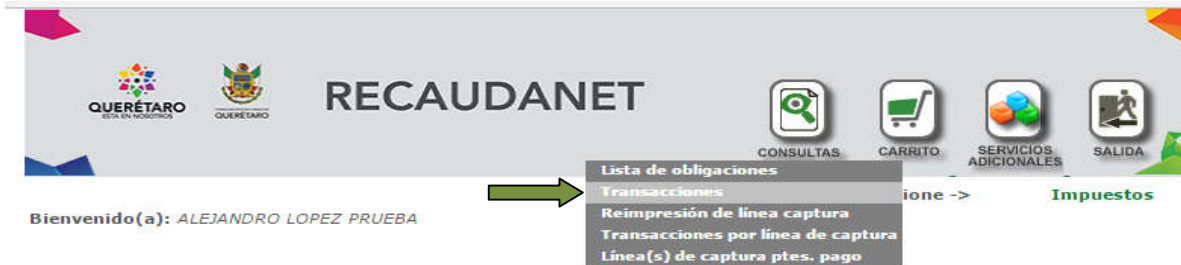 QUERÉTARO
ESTÁ EN NOSOTROS
QUERÉTARO
RECAUDANET
CONSULTAS
CARRITO
SERVICIOS
ADICIONALES
SALIDA
Lista de obligaciones
Transacciones
Reimpresión de línea captura
Transacciones por línea de captura
Línea(s) de captura ptes. pago
ione ->
Impuestos
Bienvenido(a): ALEJANDRO LOPEZ PRUEBA